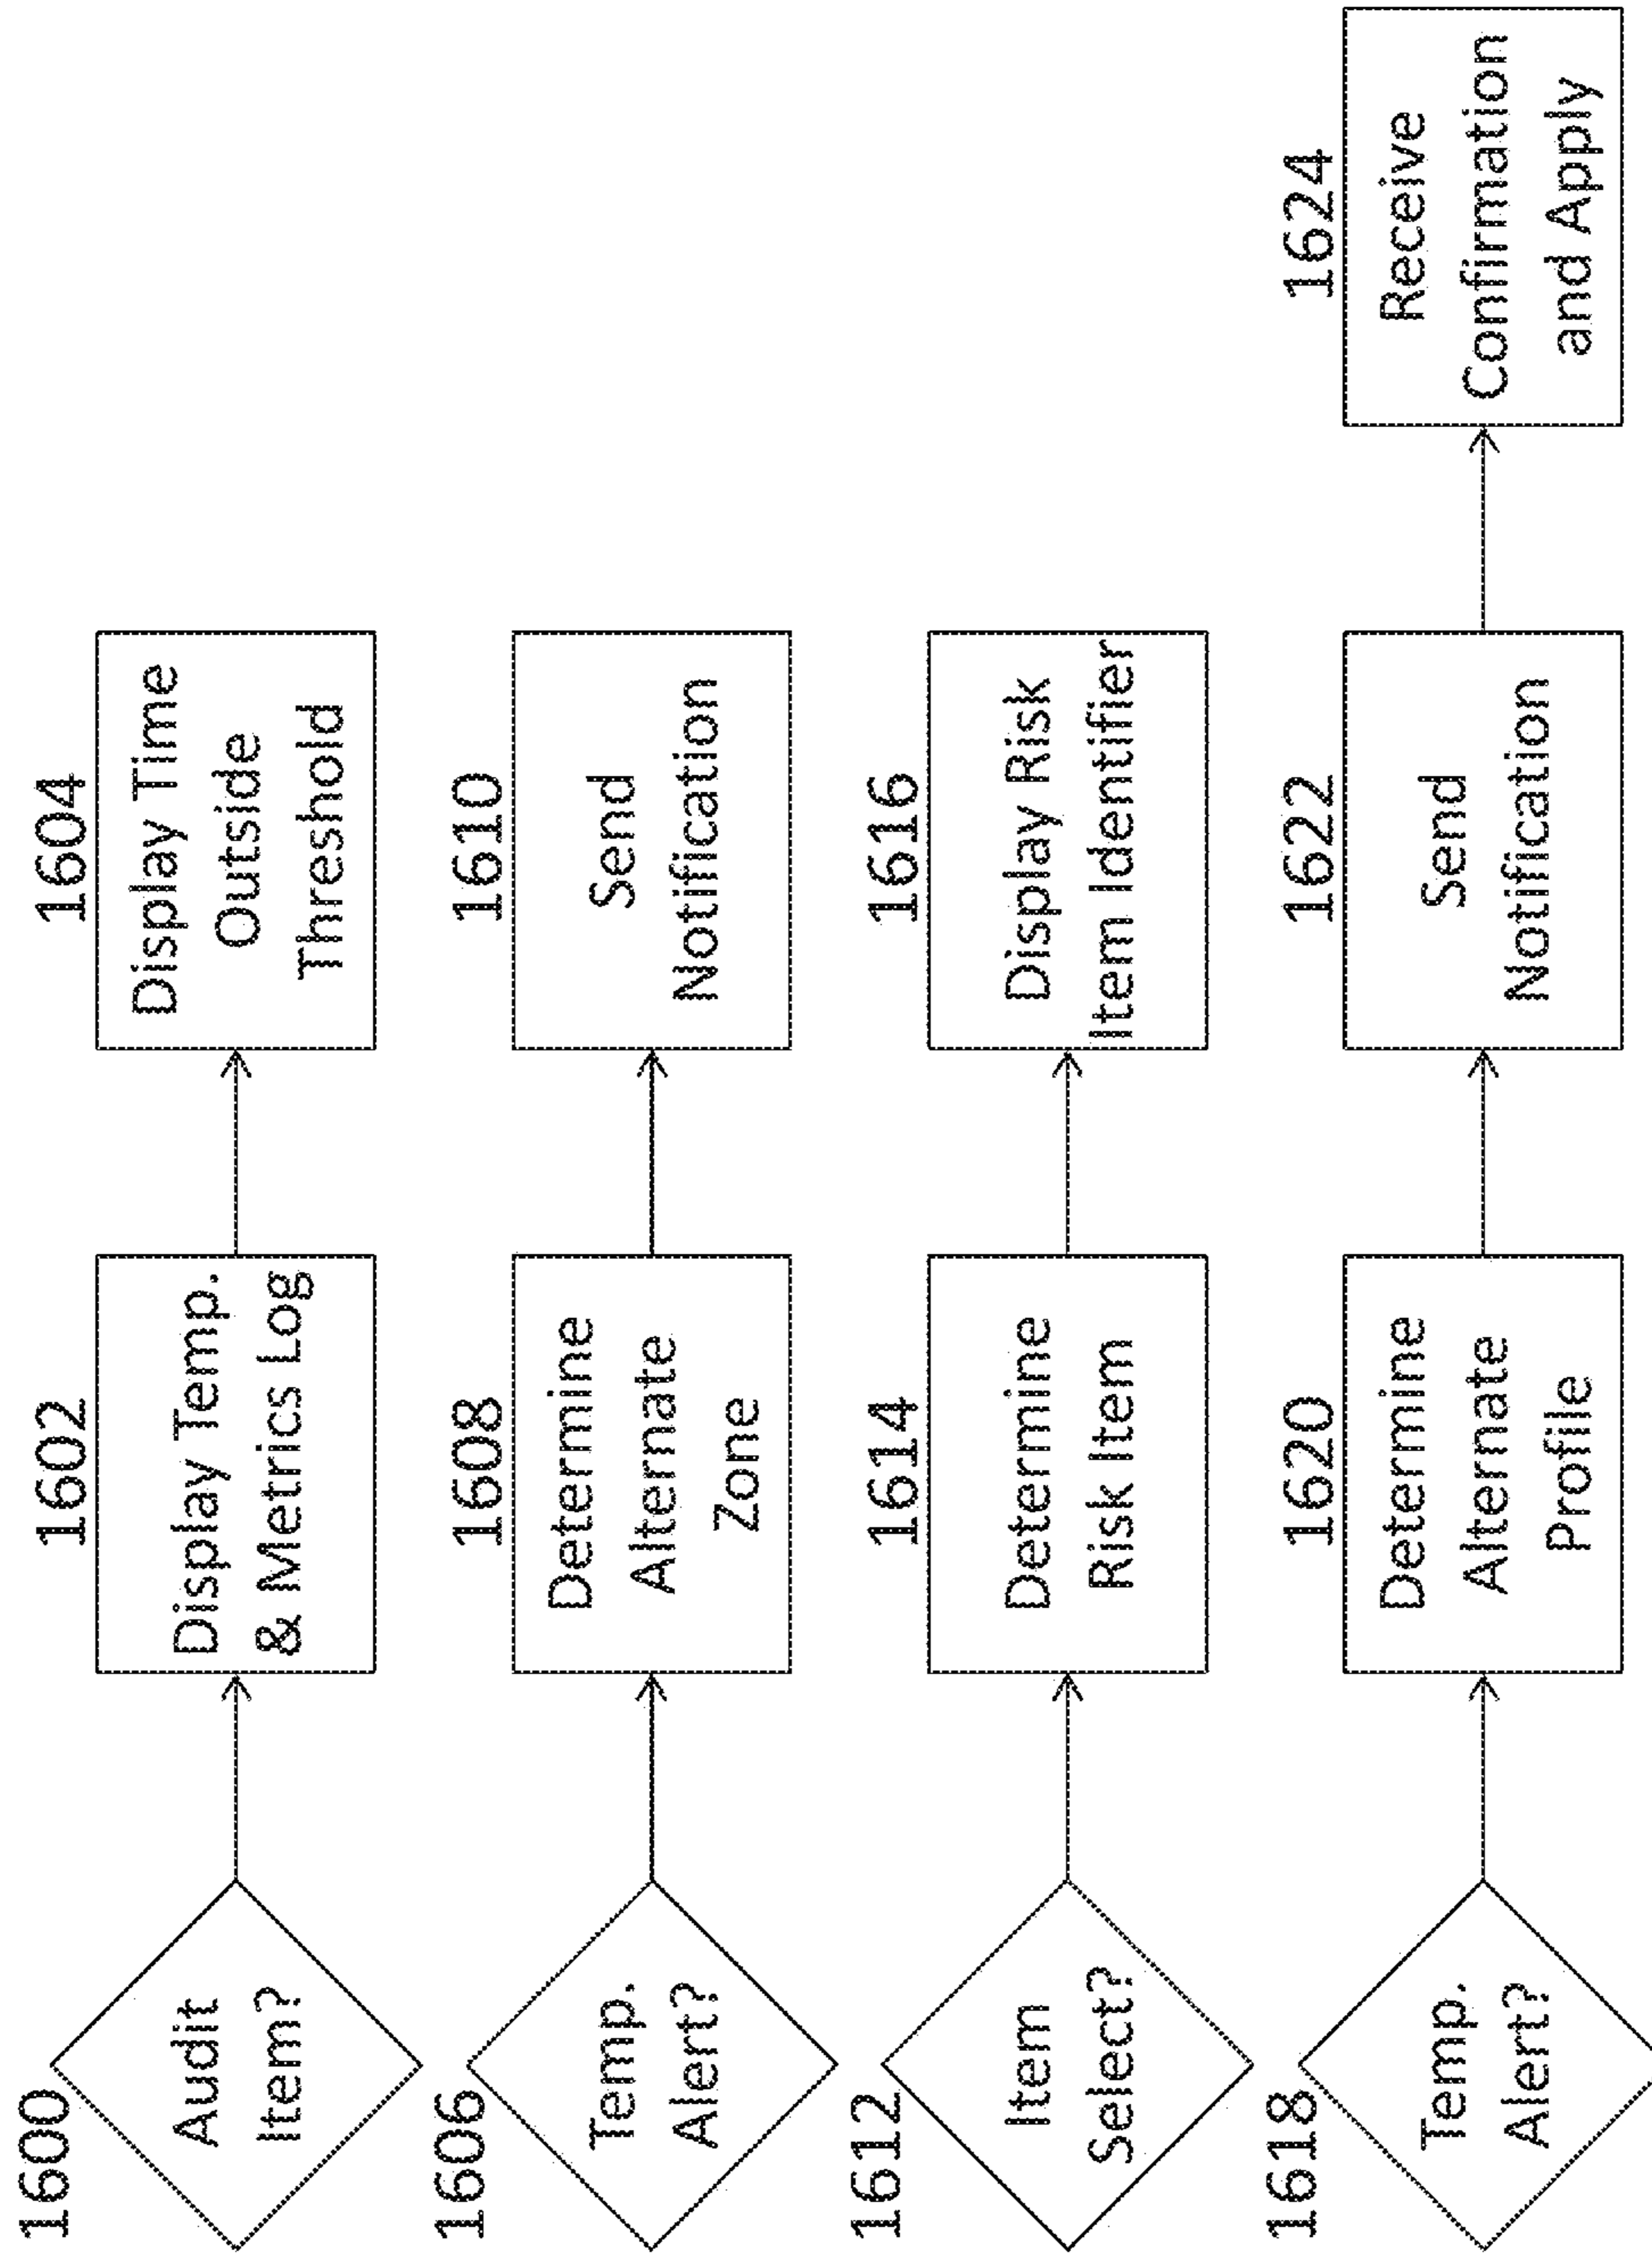 1600
Audit
Item?
1602
Display Temp.
& Metrics Log
1604
Display Time
Outside
Threshold
1606
Temp.
Alert?
1608
Determine
Alternate
Zone
1610
Send
Notification
1612
Item
Select?
1614
Determine
Risk Item
1616
Display Risk
Item Identifier
1618
Temp.
Alert?
1620
Determine
Alternate
Profile
1622
Send
Notification
1624
Receive
Confirmation
and Apply